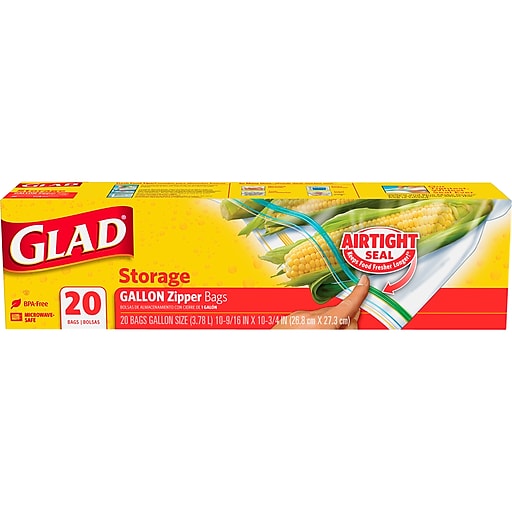 GLAD
Storage
GLAD®
Storage
GALLON Zipper Bags
BOLSAS DE ALMACENAMIENTO CON CIERRE DE 1 GALÓN
20 BAGS GALLON SIZE (3.78 L) 10-9/16 IN X 10-3/4 IN (26.8 cm X 27.3 cm)
BPA-free
MICROWAVE-SAFE
20
BAGS | BOLSAS
AIRTIGHT
SEAL
Keeps Food Fresher Longer!